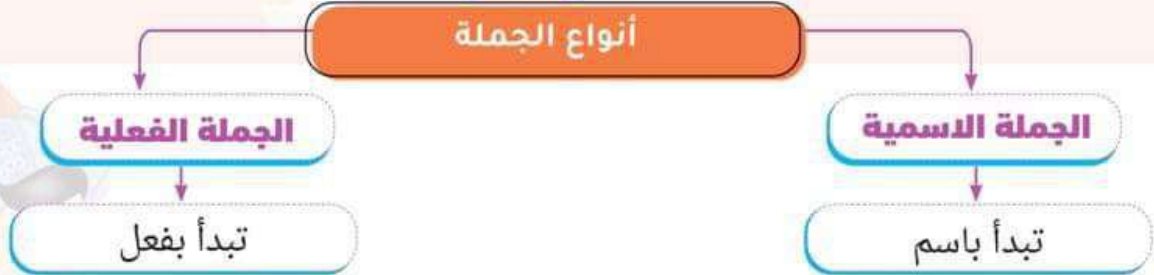 أنواع الجملة
الجملة الاسمية
الجملة الفعلية
تبدأ باسم
تبدأ بفعل